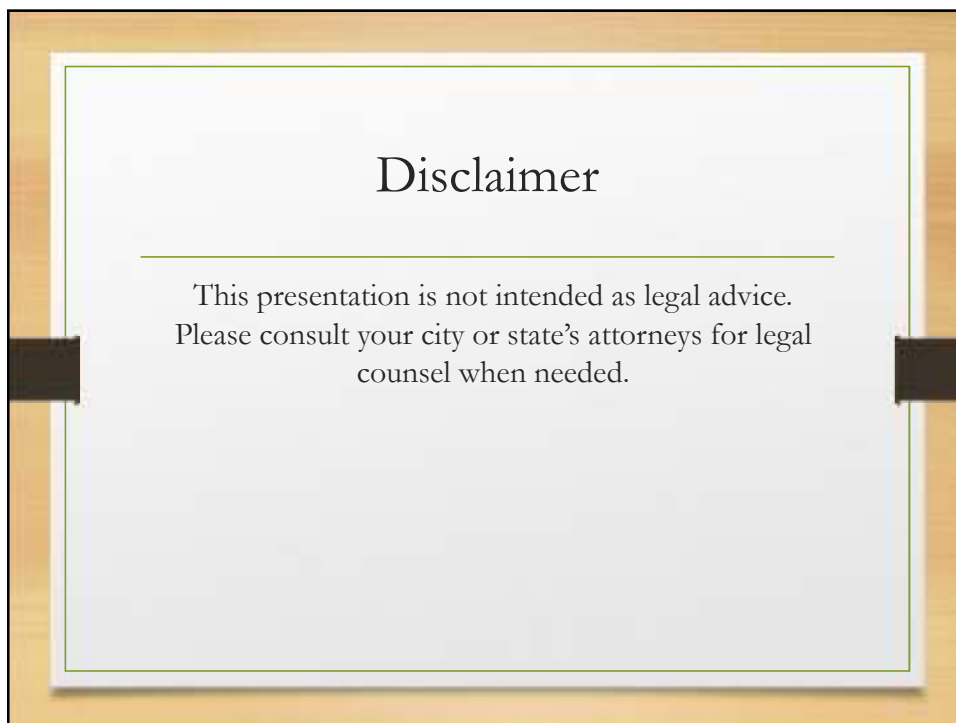 Disclaimer
This presentation is not intended as legal advice.
Please consult your city or state’s attorneys for legal
counsel when needed.